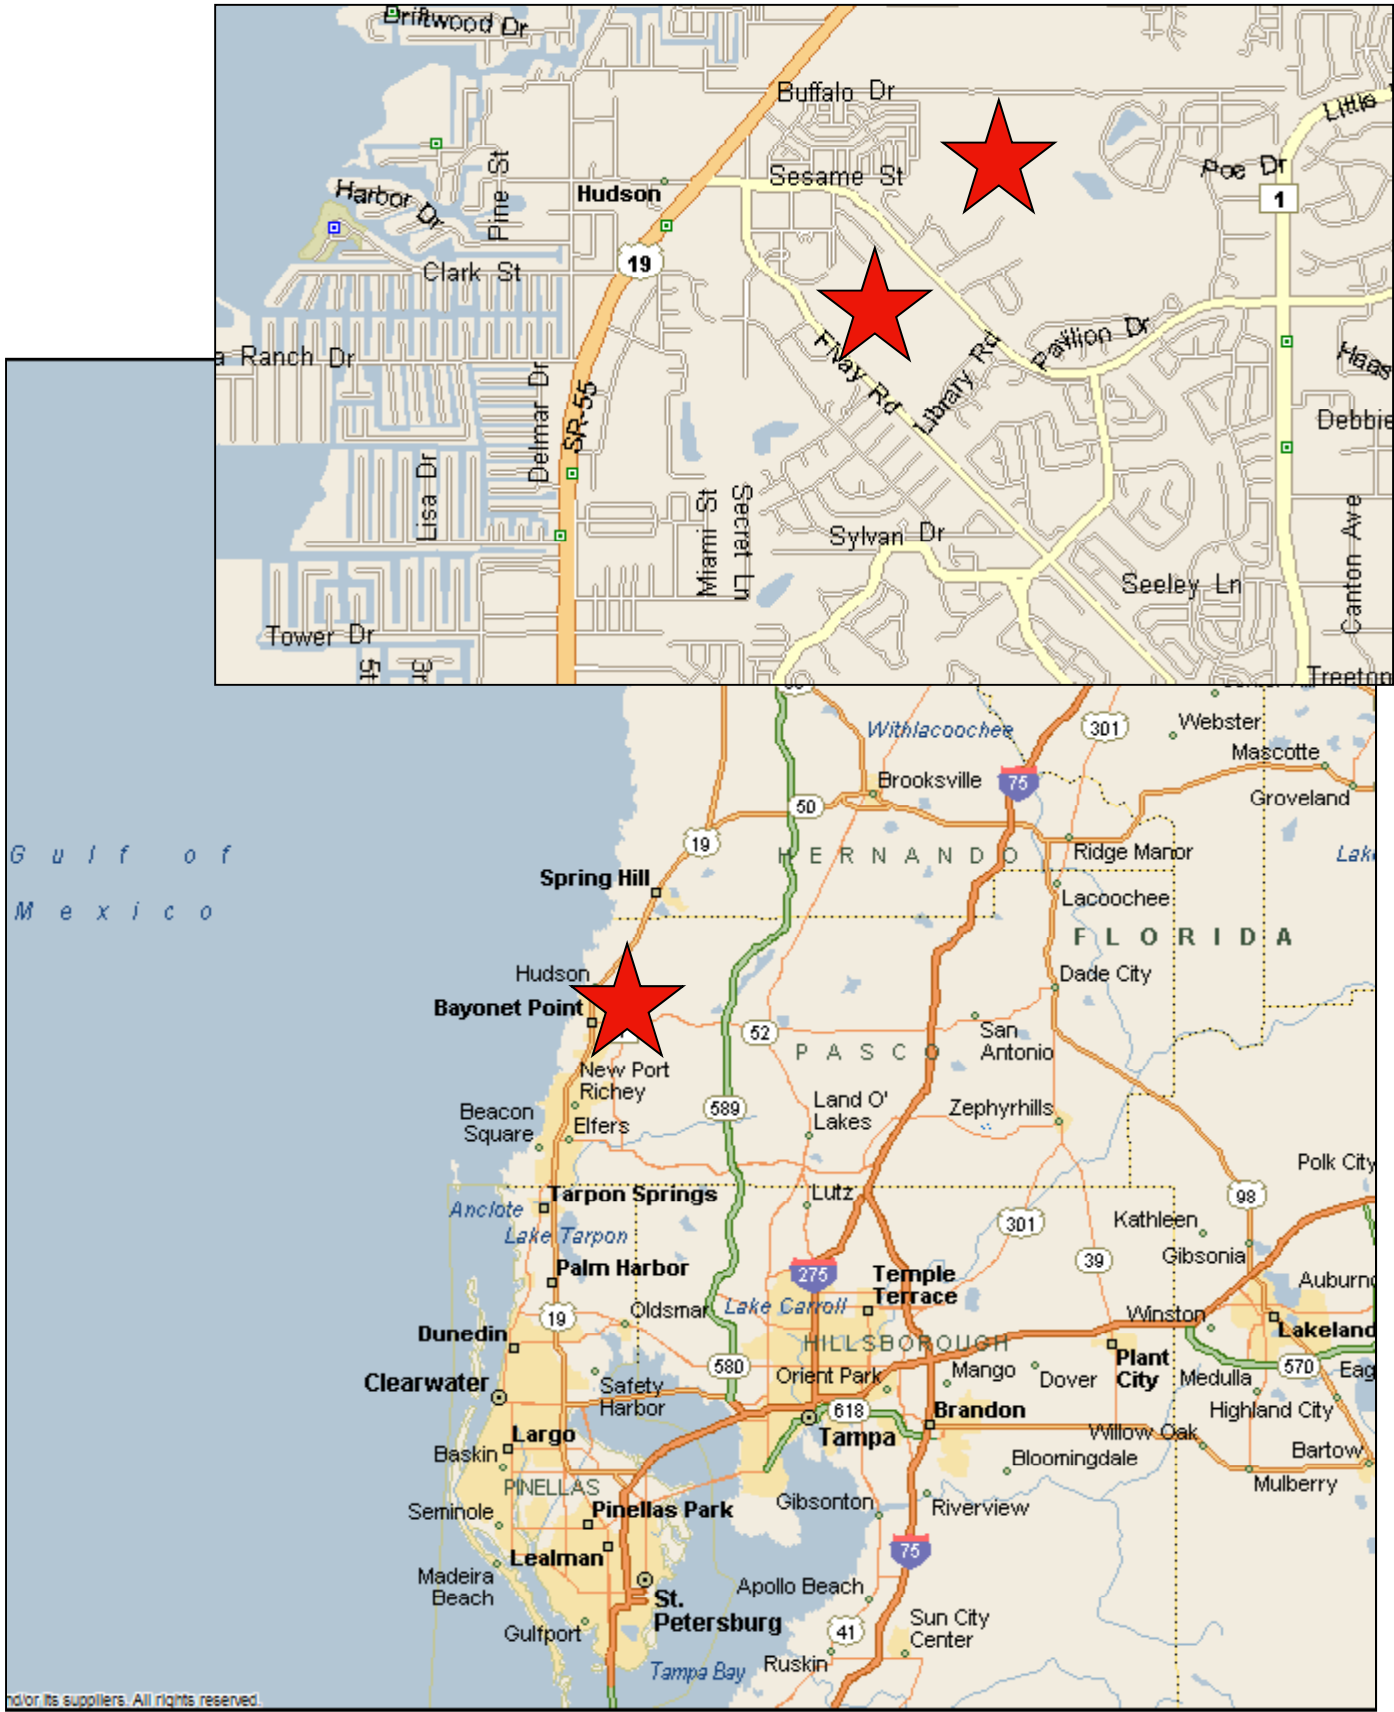 Driftwood Dr
Buffalo Dr
Little
Poe Dr
Sesame St
Hudson
Harbor Dr
Pine St
1
19
Clark St
a Ranch Dr
Pavilion Dr
Library Rd
Fivay Rd
Haas
Debbie
SR-55
Delmar Dr
Lisa Dr
Miami St
Secret Ln
Sylvan Dr
Canton Ave
Seeley Ln
Tower Dr
5t
3r
Treetop
Withlacoochee
301
Webster
Mascotte
Brooksville
75
Groveland
50
19
HERNANDO
Ridge Manor
Gulf of
Mexico
Spring Hill
Lacoochee
FLORIDA
Hudson
Dade City
Bayonet Point
52
San
Antonio
PASCO
New Port
Richey
589
Land O'
Lakes
Zephyrhills
Beacon
Square
Elfers
Polk City
Tarpon Springs
Lutz
98
Anclote
Lake Tarpon
301
Kathleen
Gibsonia
Palm Harbor
275
Temple
Terrace
39
Auburnd
Oldsmar
Lake Carroll
Winston
19
Dunedin
HILLSBOROUGH
Lakeland
Clearwater
580
Orient Park
Mango
Dover
Plant
City
Medulla
570
Eag
Safety
Harbor
618
Brandon
Highland City
Largo
Tampa
Willow Oak
Bartow
Baskin
Bloomingdale
Mulberry
PINELLAS
Seminole
Pinellas Park
Gibsonton
Riverview
Lealman
75
Madeira
Beach
Apollo Beach
St.
Petersburg
41
Sun City
Center
Gulfport
Tampa Bay
Ruskin
nd/or its suppliers. All rights reserved.